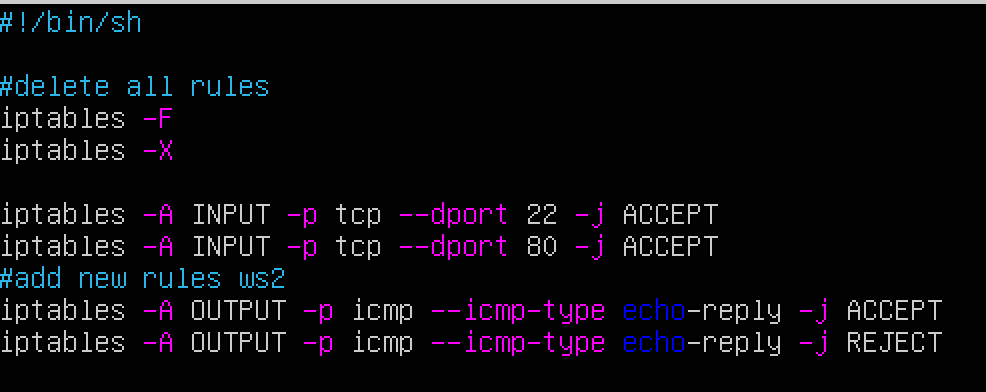 #!/bin/sh
#delete all rules
iptables -F
iptables -X
iptables -A INPUT -p tcp --dport 22 -j ACCEPT
iptables -A INPUT -p tcp --dport 80 -j ACCEPT
#add new rules ws2
iptables -A OUTPUT -p icmp --icmp-type echo-reply -j ACCEPT
iptables -A OUTPUT -p icmp --icmp-type echo-reply -j REJECT